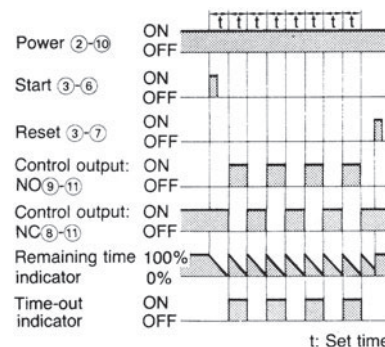 t t t t t t t t
Power ②-⑩ ON
OFF
Start ③-⑥ ON
OFF
Reset ③-⑦ ON
OFF
Control output: ON
NO⑨-⑪ OFF
Control output: ON
NC⑧-⑪ OFF
Remaining time 100%
indicator 0%
Time-out ON
indicator OFF
t: Set time